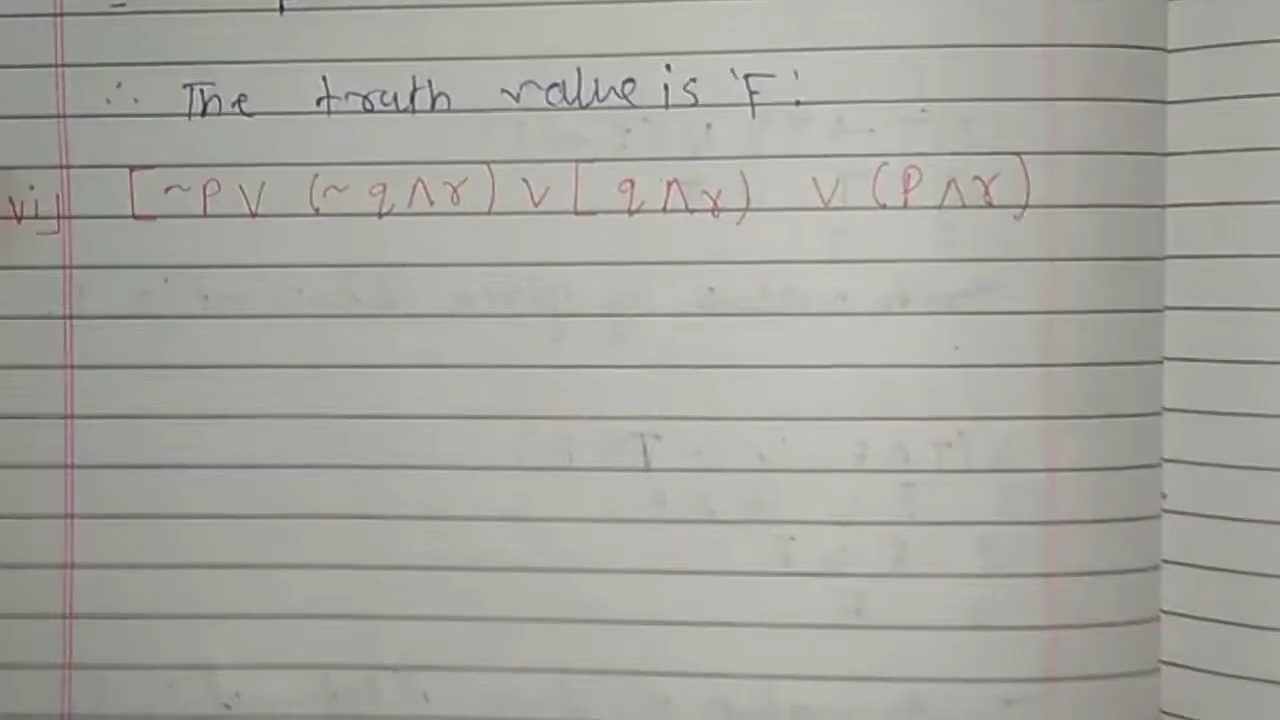 ∴ The truth value is 'F'.
vi] [~p ∨ (~q ∧ r) ∨ [q ∧ r) ∨ (p ∧ r)